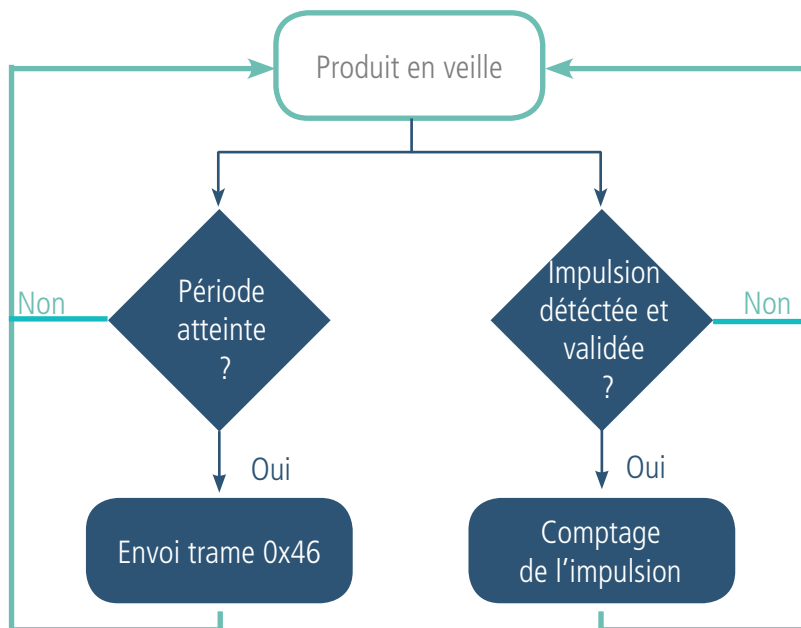 Produit en veille
Non
Période
atteinte
?
Impulsion
détéctée et
validée
?
Non
Oui
Oui
Envoi trame 0x46
Comptage
de l’impulsion